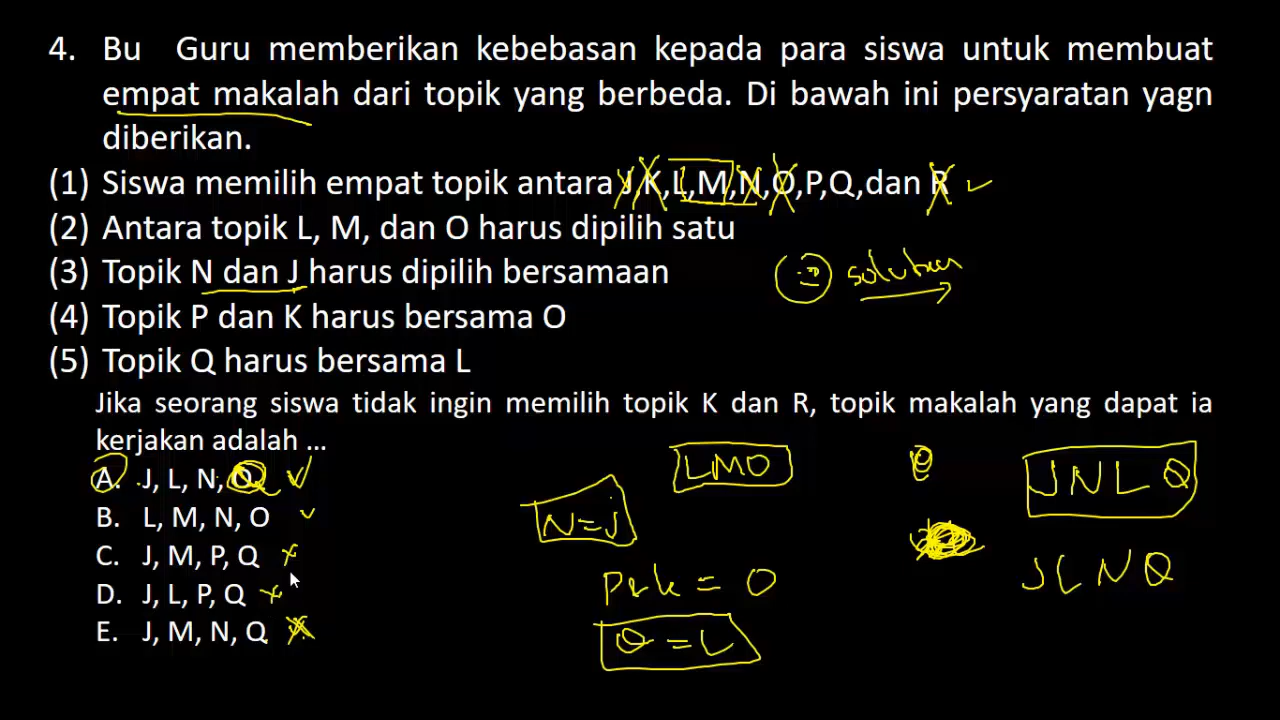 4. Bu Guru memberikan kebebasan kepada para siswa untuk membuat
empat makalah dari topik yang berbeda. Di bawah ini persyaratan yagn
diberikan.
(1) Siswa memilih empat topik antara J,K,L,M,N,O,P,Q,dan R
(2) Antara topik L, M, dan O harus dipilih satu
(3) Topik N dan J harus dipilih bersamaan
solution
(4) Topik P dan K harus bersama O
(5) Topik Q harus bersama L
Jika seorang siswa tidak ingin memilih topik K dan R, topik makalah yang dapat ia
kerjakan adalah ...
A. J, L, N, Q
B. L, M, N, O
C. J, M, P, Q
D. J, L, P, Q
E. J, M, N, Q
LMO
N=j
P & k = O
Q = L
JNLQ
JLNQ